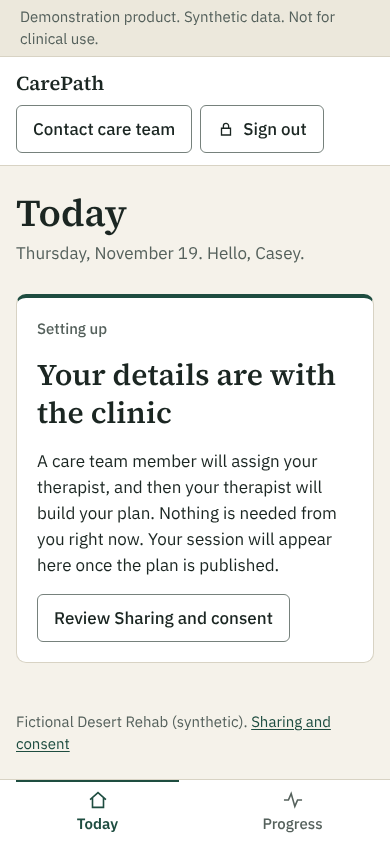 Demonstration product. Synthetic data. Not for
clinical use.
CarePath
Contact care team
Sign out
Today
Thursday, November 19. Hello, Casey.
Setting up
Your details are with
the clinic
A care team member will assign your
therapist, and then your therapist will
build your plan. Nothing is needed from
you right now. Your session will appear
here once the plan is published.
Review Sharing and consent
Fictional Desert Rehab (synthetic). Sharing and
consent
Today
Progress